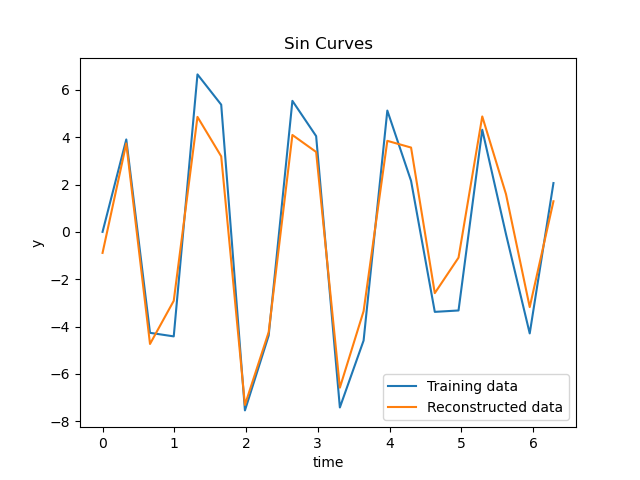 Sin Curves
y
6
4
2
0
−2
−4
−6
−8
0 1 2 3 4 5 6
time
Training data
Reconstructed data